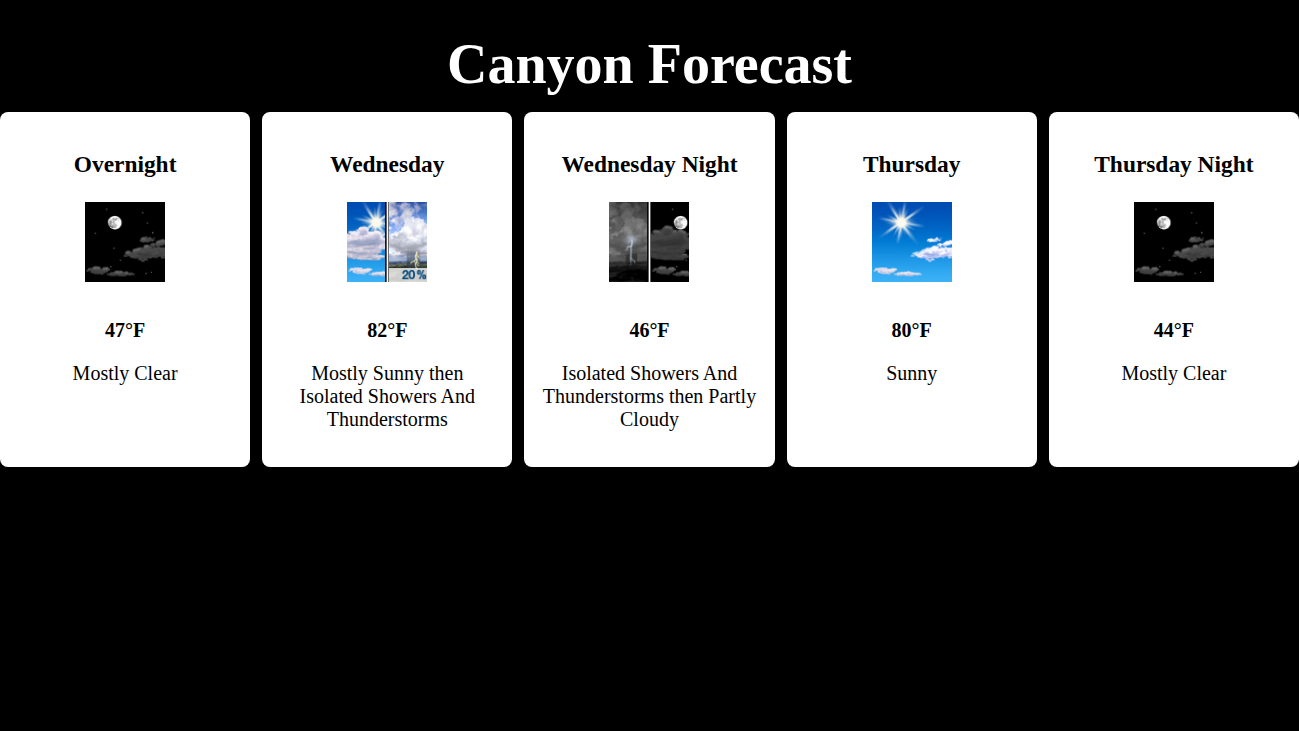 Canyon Forecast
Overnight
47°F
Mostly Clear
Wednesday
20%
82°F
Mostly Sunny then
Isolated Showers And
Thunderstorms
Wednesday Night
46°F
Isolated Showers And
Thunderstorms then Partly
Cloudy
Thursday
80°F
Sunny
Thursday Night
44°F
Mostly Clear